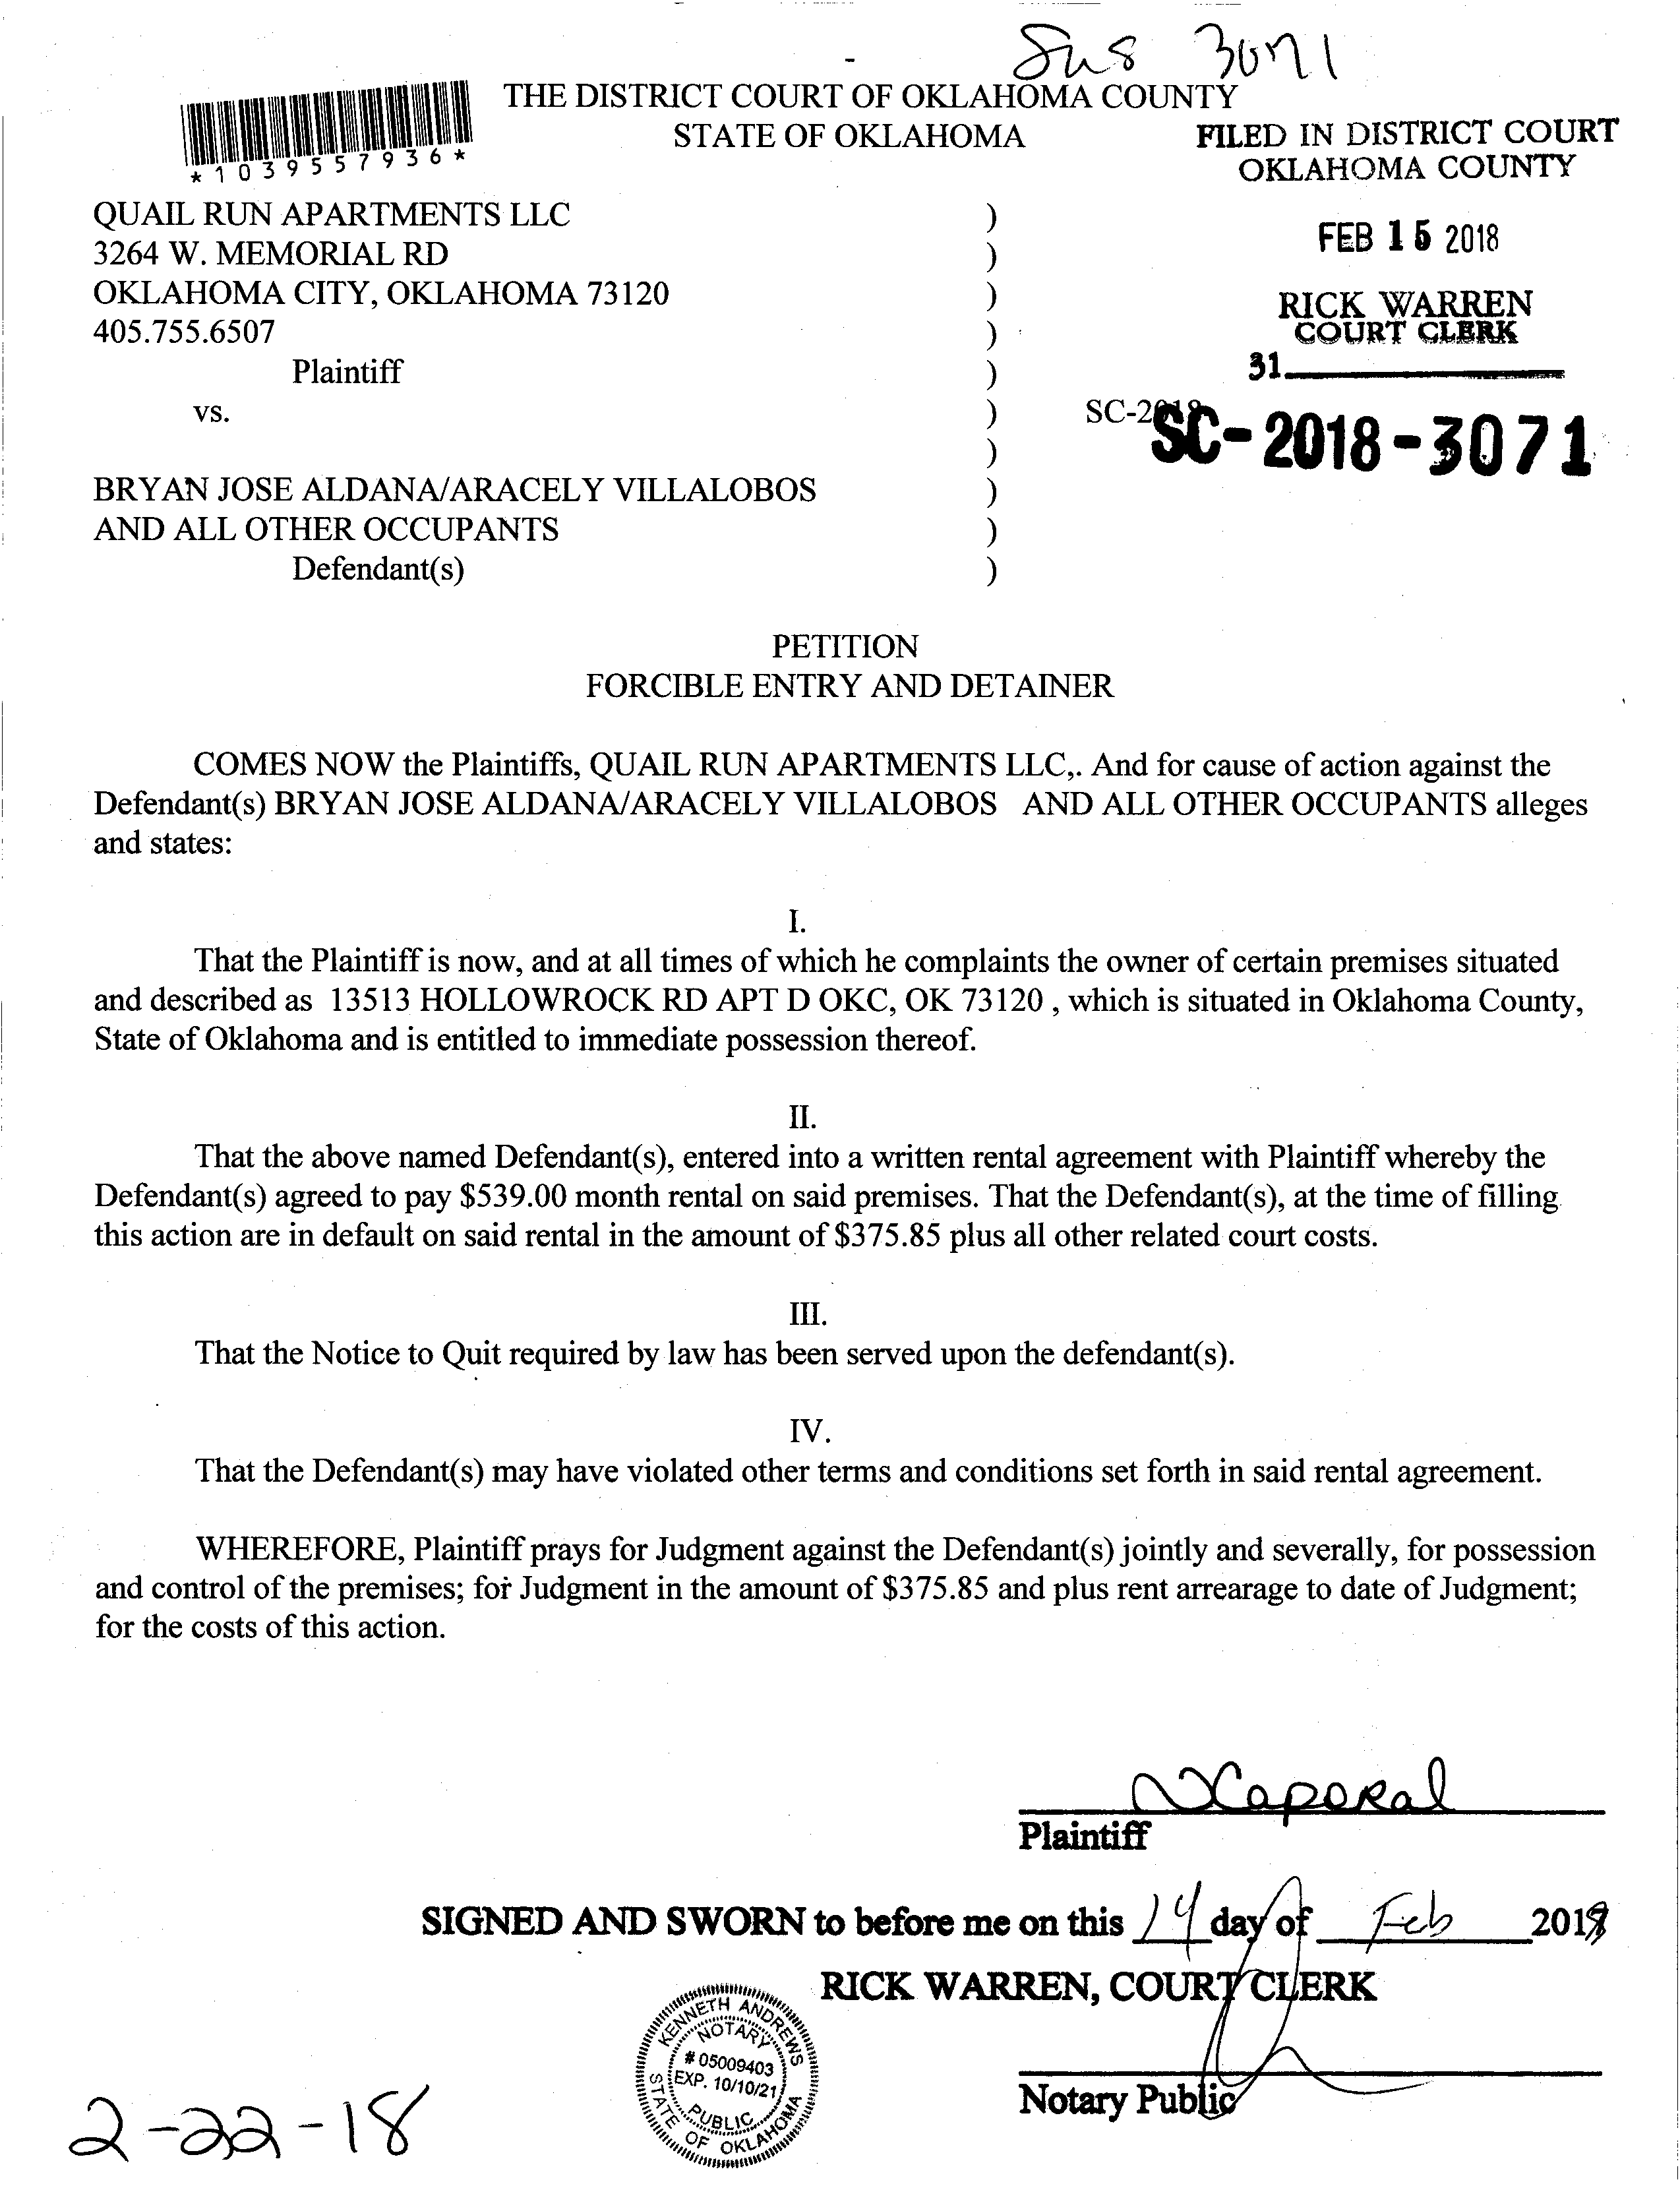 3071
THE DISTRICT COURT OF OKLAHOMA COUNTY
STATE OF OKLAHOMA
*1039557936*
FILED IN DISTRICT COURT
OKLAHOMA COUNTY
FEB 15 2018
RICK WARREN
COURT CLERK
31
QUAIL RUN APARTMENTS LLC )
3264 W. MEMORIAL RD )
OKLAHOMA CITY, OKLAHOMA 73120 )
405.755.6507 )
Plaintiff )
vs. ) SC-2018-
SC-2018-3071
)
BRYAN JOSE ALDANA/ARACELY VILLALOBOS )
AND ALL OTHER OCCUPANTS )
Defendant(s) )
PETITION
FORCIBLE ENTRY AND DETAINER
COMES NOW the Plaintiffs, QUAIL RUN APARTMENTS LLC,. And for cause of action against the
Defendant(s) BRYAN JOSE ALDANA/ARACELY VILLALOBOS AND ALL OTHER OCCUPANTS alleges
and states:
I.
That the Plaintiff is now, and at all times of which he complaints the owner of certain premises situated
and described as 13513 HOLLOWROCK RD APT D OKC, OK 73120 , which is situated in Oklahoma County,
State of Oklahoma and is entitled to immediate possession thereof.
II.
That the above named Defendant(s), entered into a written rental agreement with Plaintiff whereby the
Defendant(s) agreed to pay $539.00 month rental on said premises. That the Defendant(s), at the time of filling
this action are in default on said rental in the amount of $375.85 plus all other related court costs.
III.
That the Notice to Quit required by law has been served upon the defendant(s).
IV.
That the Defendant(s) may have violated other terms and conditions set forth in said rental agreement.
WHEREFORE, Plaintiff prays for Judgment against the Defendant(s) jointly and severally, for possession
and control of the premises; for Judgment in the amount of $375.85 and plus rent arrearage to date of Judgment;
for the costs of this action.
Caporal
Plaintiff
SIGNED AND SWORN to before me on this 14 day of Feb 2018
RICK WARREN, COURT CLERK
KENNETH ANDREWS
NOTARY
# 05009403
EXP. 10/10/21
PUBLIC
STATE OF OKLAHOMA
Notary Public
2-22-18